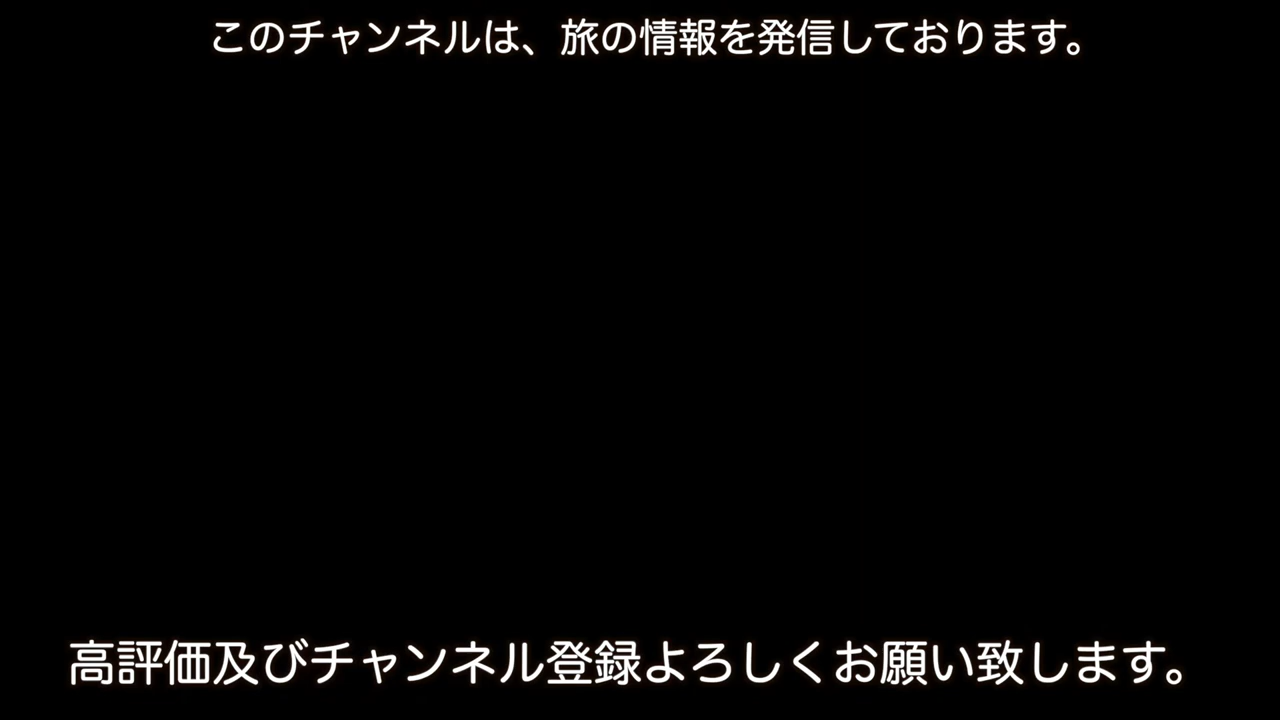 このチャンネルは、旅の情報を発信しております。
高評価及びチャンネル登録よろしくお願い致します。